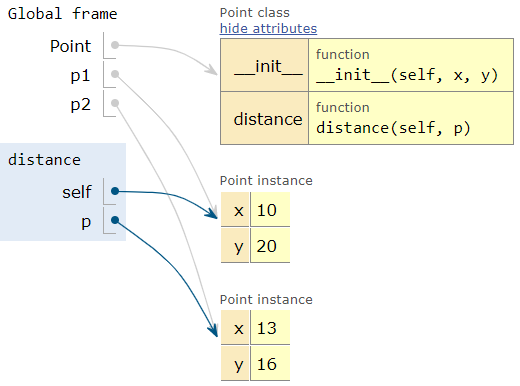 Global frame
Point
p1
p2
distance
self
p
Point class
hide attributes
__init__
function
__init__(self, x, y)
distance
function
distance(self, p)
Point instance
x 10
y 20
Point instance
x 13
y 16